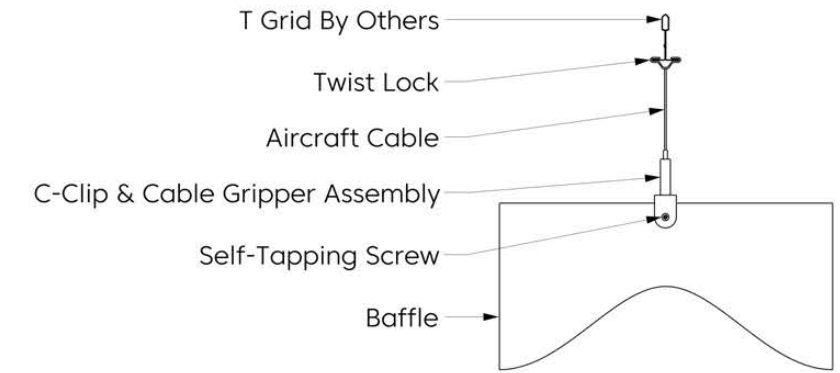 T Grid By Others
Twist Lock
Aircraft Cable
C-Clip & Cable Gripper Assembly
Self-Tapping Screw
Baffle